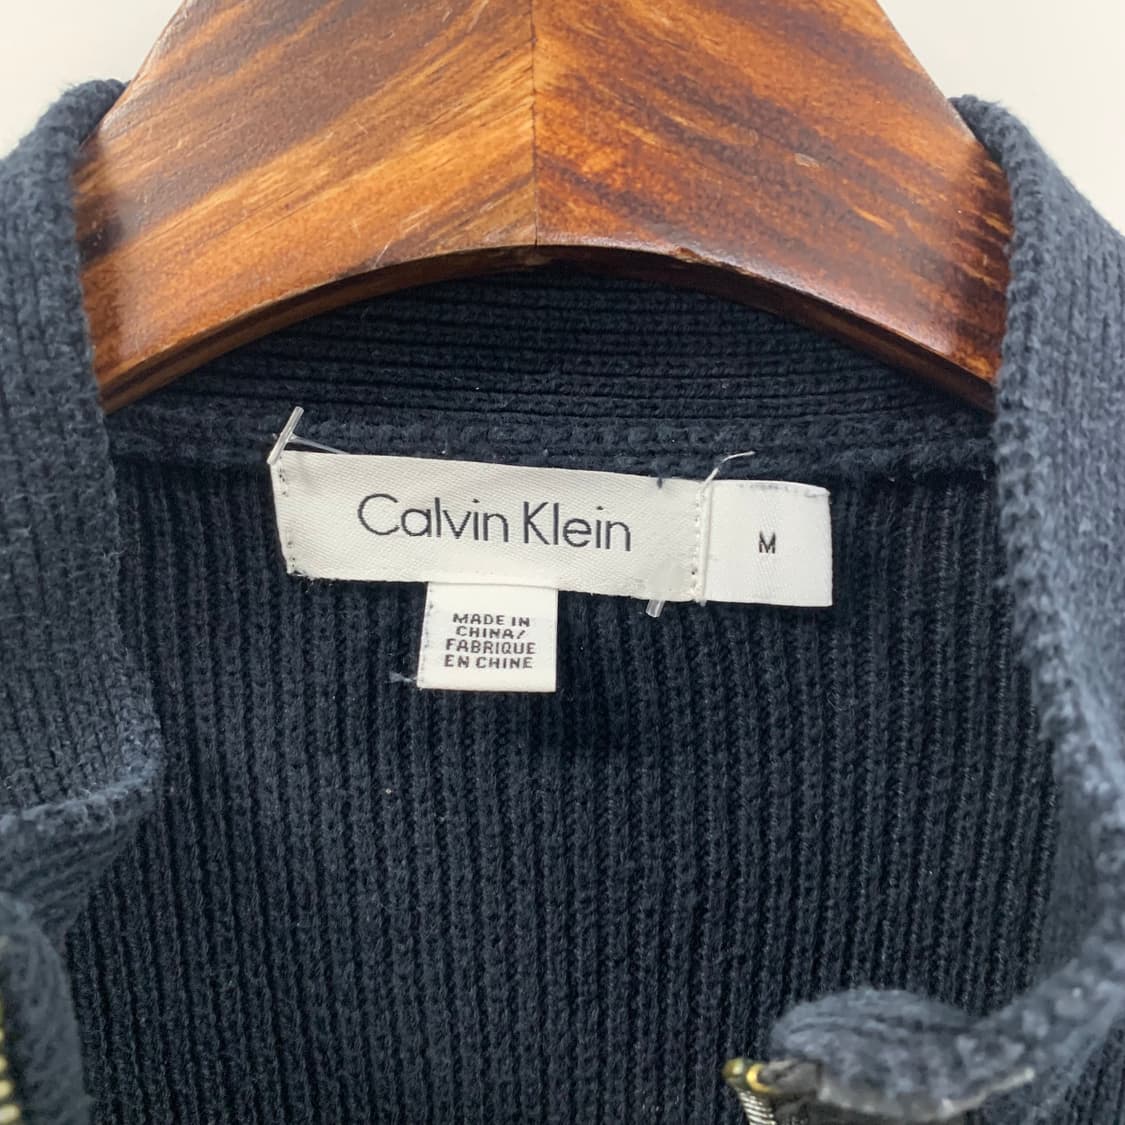 Calvin Klein
M
MADE IN
CHINA/
FABRIQUE
EN CHINE